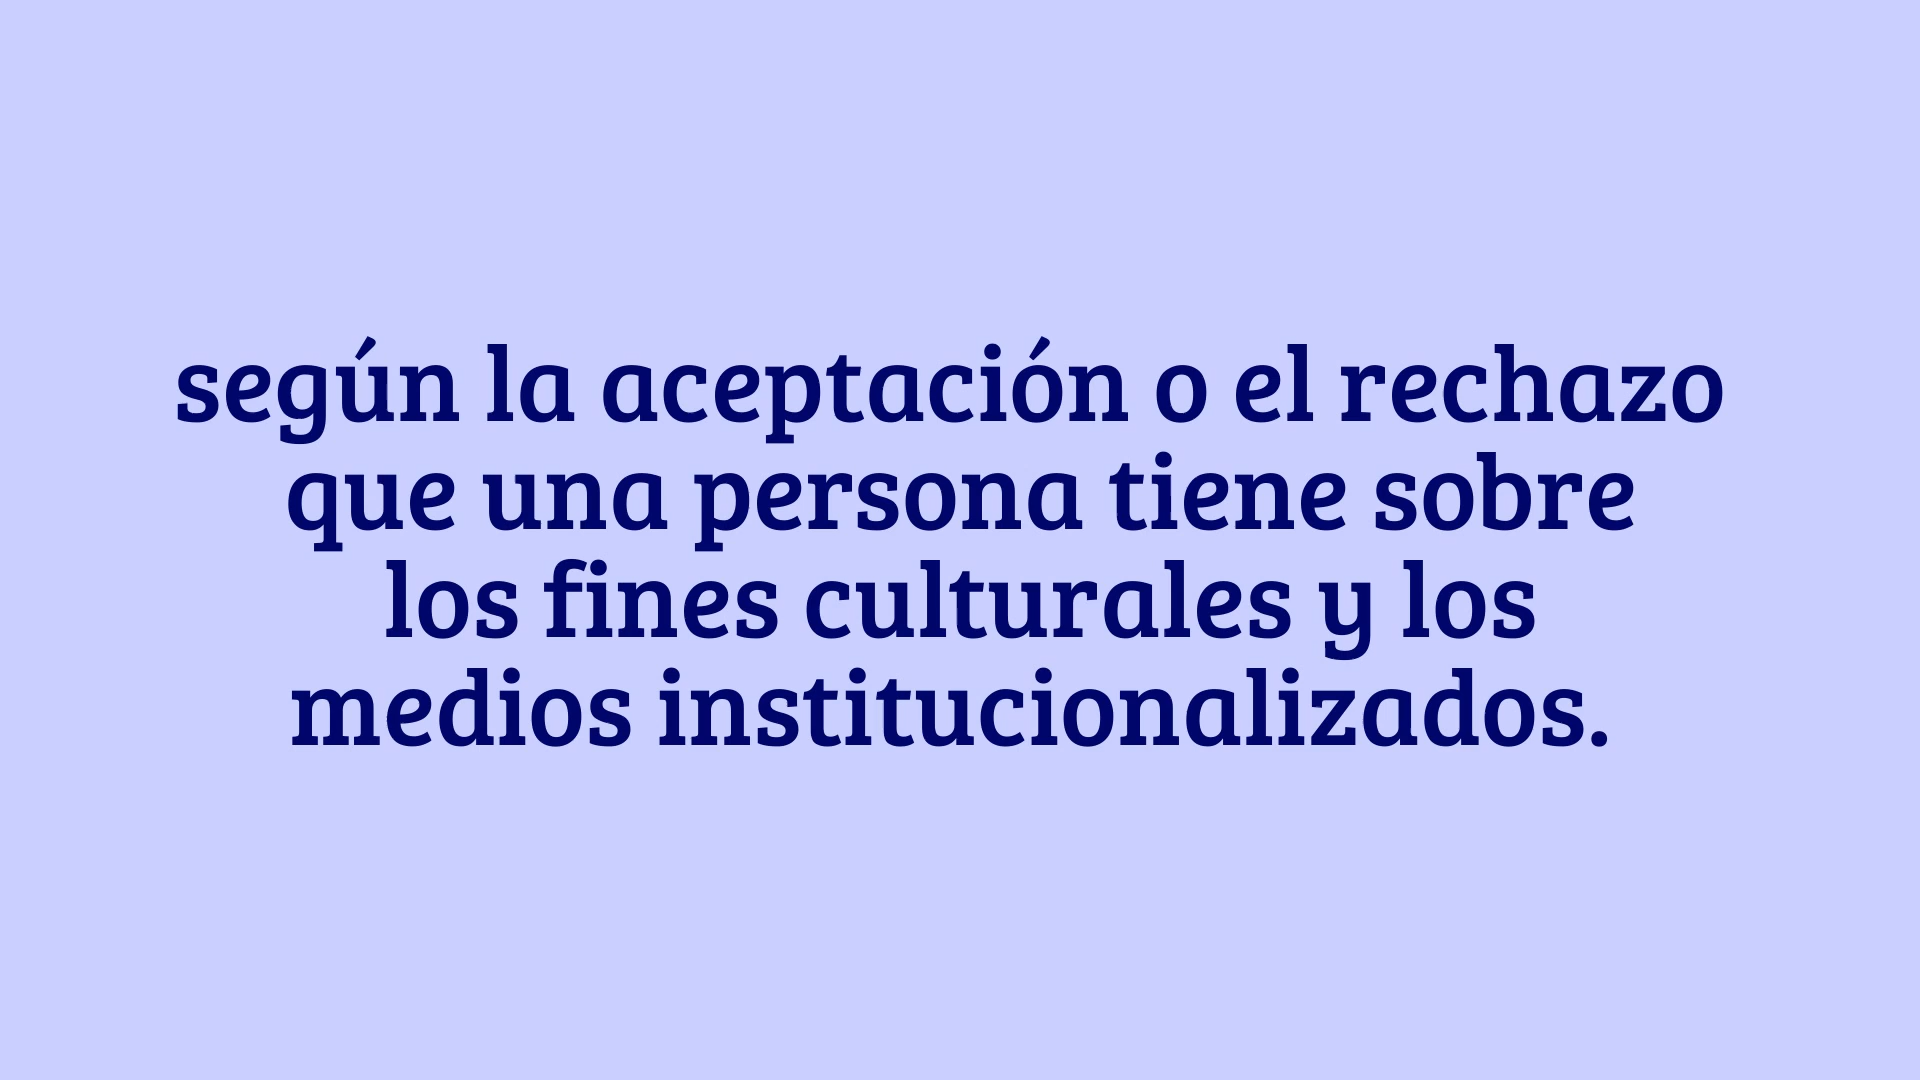 según la aceptación o el rechazo
que una persona tiene sobre
los fines culturales y los
medios institucionalizados.